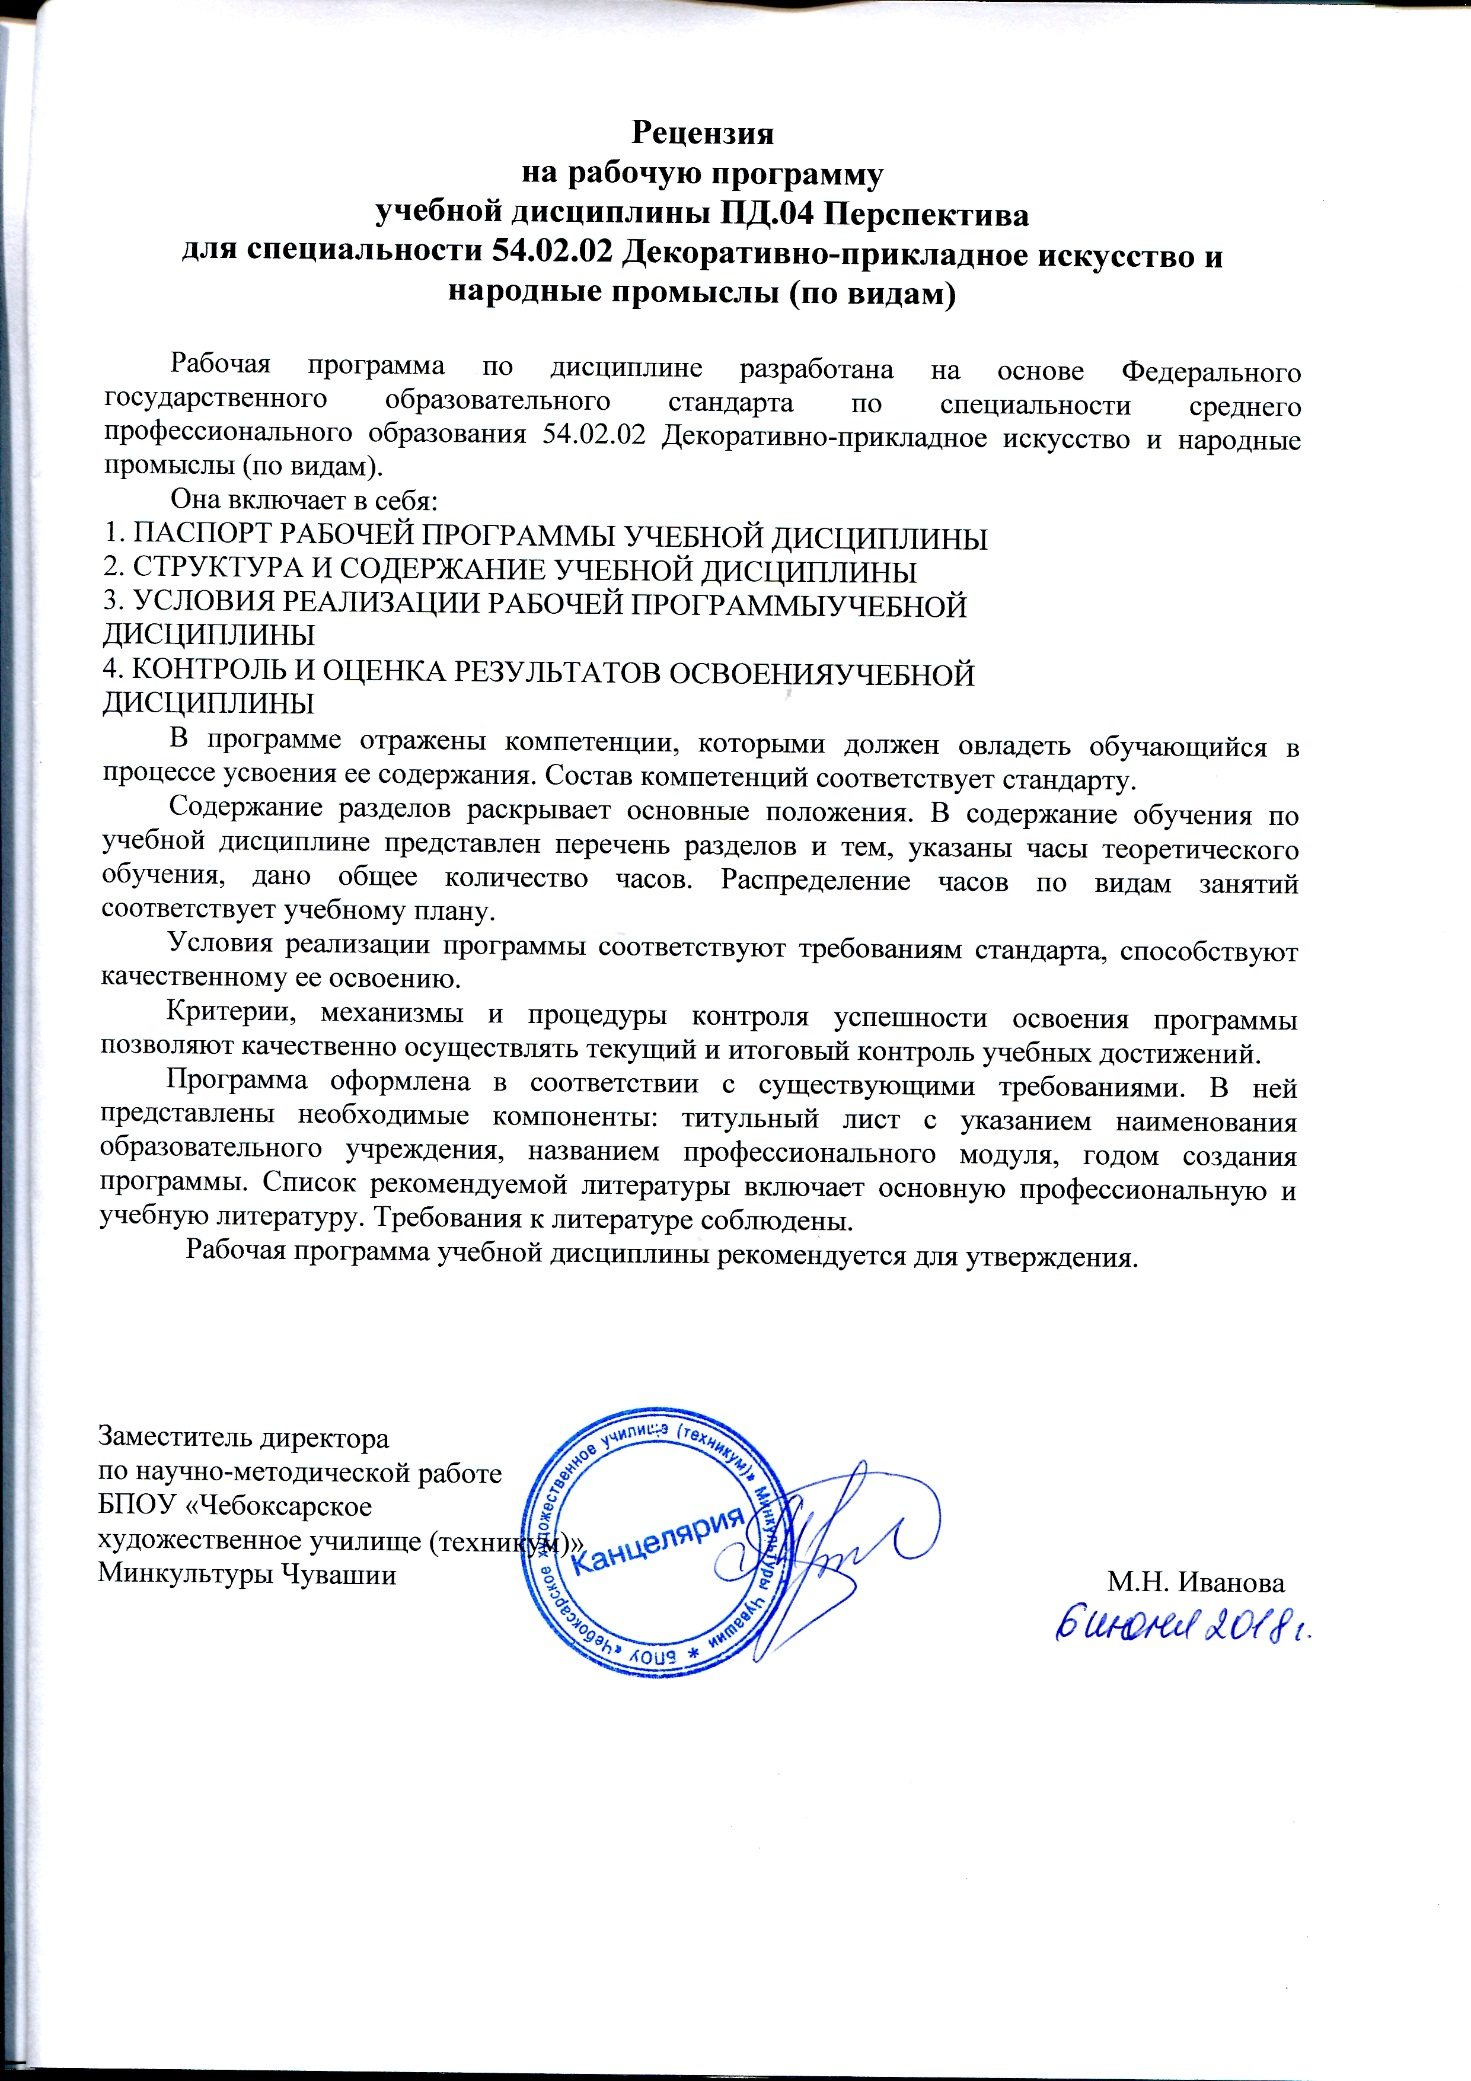 Рецензия
на рабочую программу
учебной дисциплины ПД.04 Перспектива
для специальности 54.02.02 Декоративно-прикладное искусство и
народные промыслы (по видам)
Рабочая программа по дисциплине разработана на основе Федерального
государственного образовательного стандарта по специальности среднего
профессионального образования 54.02.02 Декоративно-прикладное искусство и народные
промыслы (по видам).
Она включает в себя:
1. ПАСПОРТ РАБОЧЕЙ ПРОГРАММЫ УЧЕБНОЙ ДИСЦИПЛИНЫ
2. СТРУКТУРА И СОДЕРЖАНИЕ УЧЕБНОЙ ДИСЦИПЛИНЫ
3. УСЛОВИЯ РЕАЛИЗАЦИИ РАБОЧЕЙ ПРОГРАММЫУЧЕБНОЙ
ДИСЦИПЛИНЫ
4. КОНТРОЛЬ И ОЦЕНКА РЕЗУЛЬТАТОВ ОСВОЕНИЯУЧЕБНОЙ
ДИСЦИПЛИНЫ
В программе отражены компетенции, которыми должен овладеть обучающийся в
процессе усвоения ее содержания. Состав компетенций соответствует стандарту.
Содержание разделов раскрывает основные положения. В содержание обучения по
учебной дисциплине представлен перечень разделов и тем, указаны часы теоретического
обучения, дано общее количество часов. Распределение часов по видам занятий
соответствует учебному плану.
Условия реализации программы соответствуют требованиям стандарта, способствуют
качественному ее освоению.
Критерии, механизмы и процедуры контроля успешности освоения программы
позволяют качественно осуществлять текущий и итоговый контроль учебных достижений.
Программа оформлена в соответствии с существующими требованиями. В ней
представлены необходимые компоненты: титульный лист с указанием наименования
образовательного учреждения, названием профессионального модуля, годом создания
программы. Список рекомендуемой литературы включает основную профессиональную и
учебную литературу. Требования к литературе соблюдены.
Рабочая программа учебной дисциплины рекомендуется для утверждения.
Заместитель директора
по научно-методической работе
БПОУ «Чебоксарское
художественное училище (техникум)»
Минкультуры Чувашии
М.Н. Иванова
6 июня 2018 г.
БПОУ «Чебоксарское художественное училище (техникум)» Минкультуры Чувашии *
Канцелярия